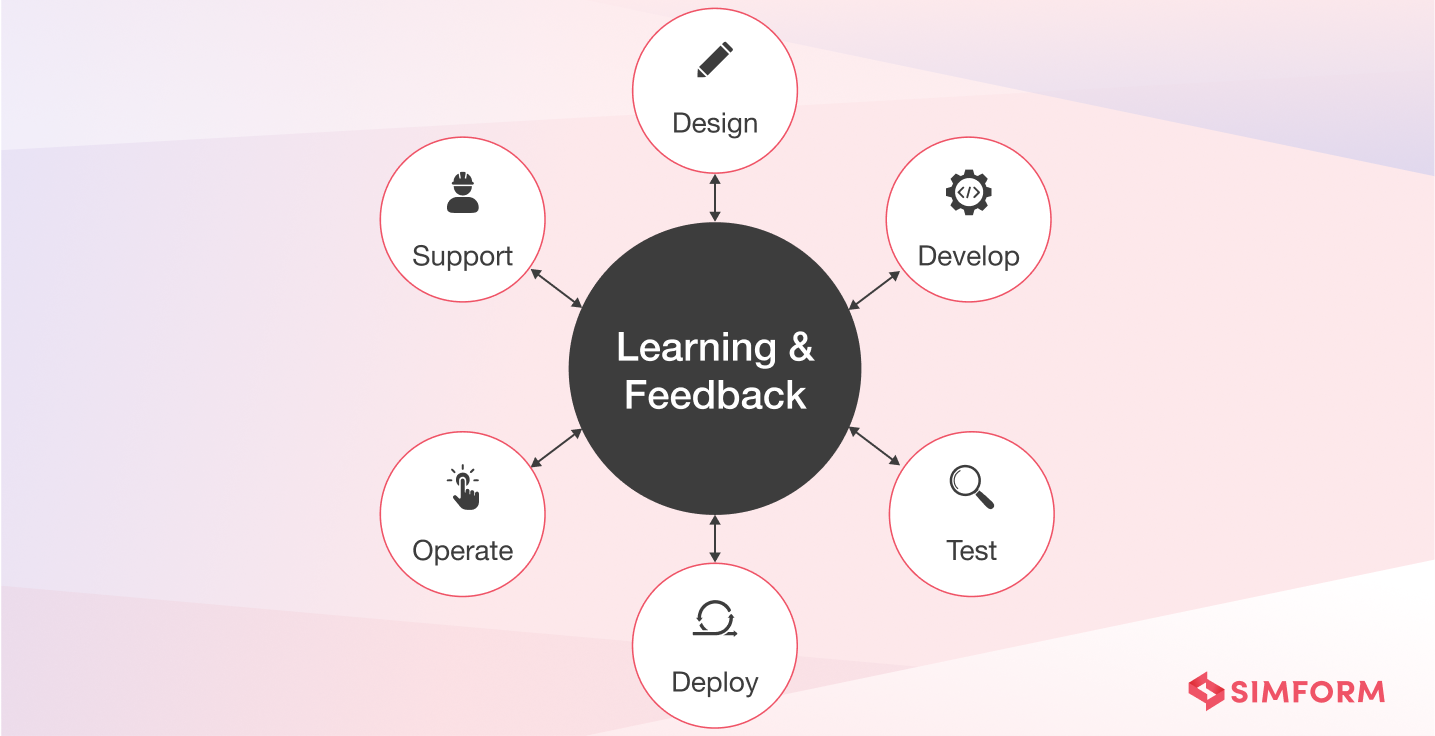 Design
Support
Develop
Learning &
Feedback
Operate
Test
Deploy
SIMFORM